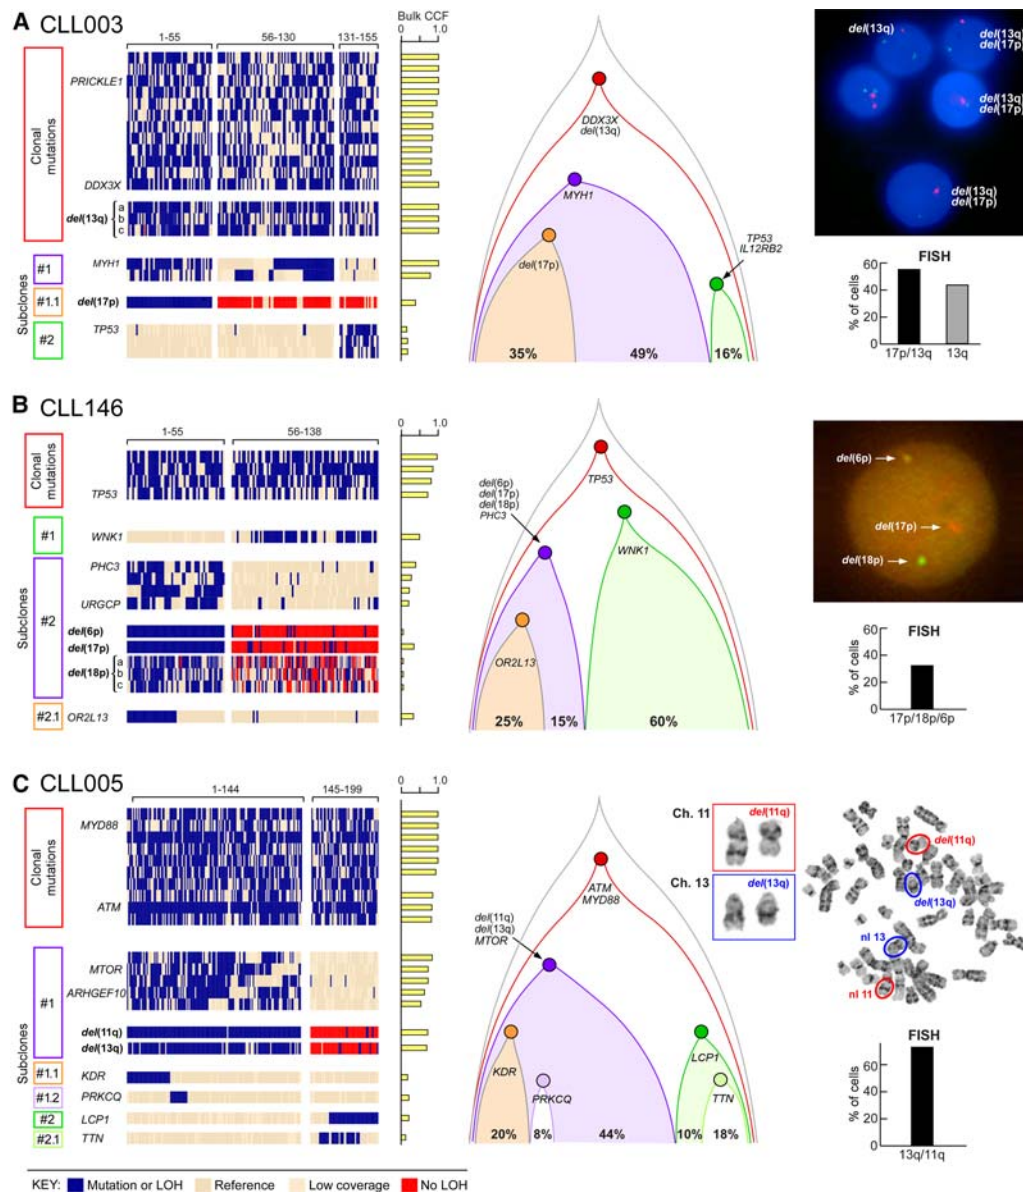 A CLL003
1-55 56-130 131-155
Bulk CCF
0 1.0
Clonal mutations
PRICKLE1
DDX3X
del(13q)
a
b
c
Subclones
#1
MYH1
#1.1
del(17p)
#2
TP53
DDX3X
del(13q)
MYH1
del(17p)
TP53
IL12RB2
35% 49% 16%
del(13q)
del(13q)
del(17p)
del(13q)
del(17p)
del(13q)
del(17p)
FISH
% of cells
60
40
20
0
17p/13q 13q
B CLL146
1-55 56-138
0 1.0
Clonal mutations
TP53
Subclones
#1
WNK1
#2
PHC3
URGCP
del(6p)
del(17p)
del(18p)
a
b
c
#2.1
OR2L13
TP53
del(6p)
del(17p)
del(18p)
PHC3
WNK1
OR2L13
25% 15% 60%
del(6p)
del(17p)
del(18p)
FISH
% of cells
60
40
20
0
17p/18p/6p
C CLL005
1-144 145-199
0 1.0
Clonal mutations
MYD88
ATM
Subclones
#1
MTOR
ARHGEF10
del(11q)
del(13q)
#1.1
KDR
#1.2
PRKCQ
#2
LCP1
#2.1
TTN
ATM
MYD88
del(11q)
del(13q)
MTOR
KDR
PRKCQ
LCP1
TTN
20% 8% 44% 10% 18%
Ch. 11
del(11q)
Ch. 13
del(13q)
del(11q)
del(13q)
nl 13
nl 11
FISH
% of cells
60
40
20
0
13q/11q
KEY: Mutation or LOH Reference Low coverage No LOH